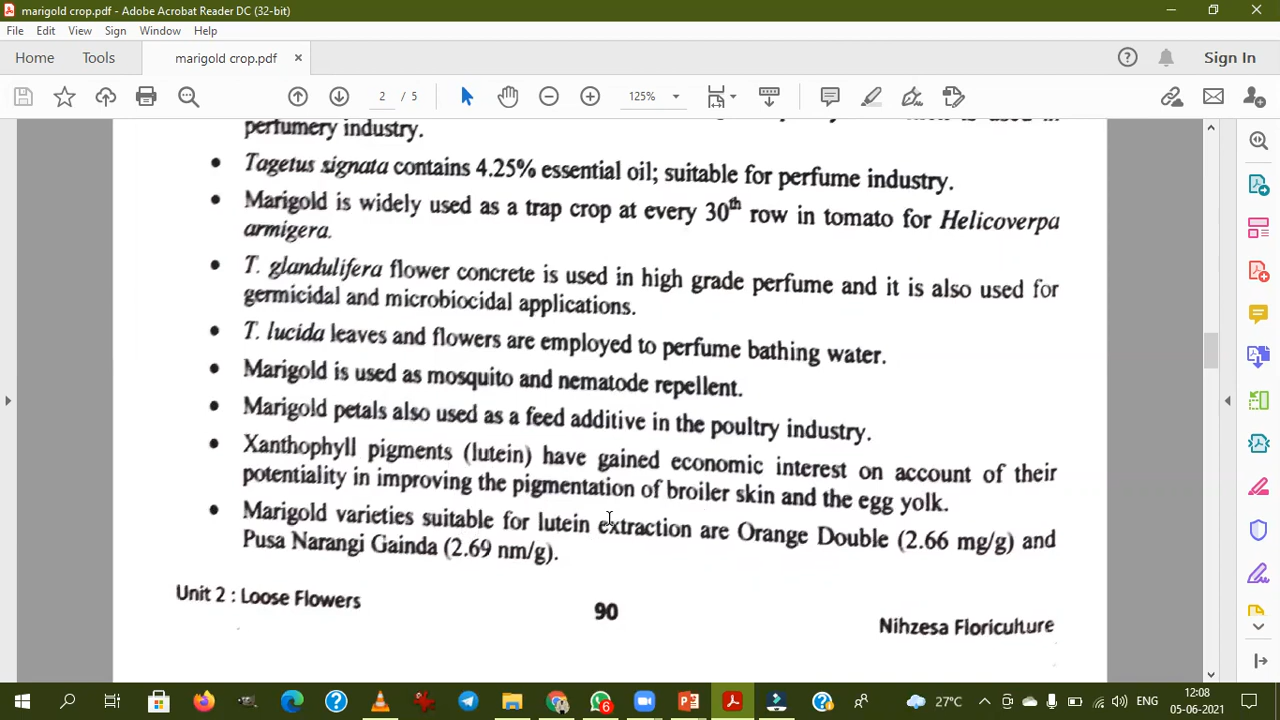 marigold crop.pdf - Adobe Acrobat Reader DC (32-bit)
File Edit View Sign Window Help
Home Tools marigold crop.pdf × Sign In
2 / 5 125%
perfumery industry.
• Tagetus signata contains 4.25% essential oil; suitable for perfume industry.
• Marigold is widely used as a trap crop at every 30th row in tomato for Helicoverpa
armigera.
• T. glandulifera flower concrete is used in high grade perfume and it is also used for
germicidal and microbiocidal applications.
• T. lucida leaves and flowers are employed to perfume bathing water.
• Marigold is used as mosquito and nematode repellent.
• Marigold petals also used as a feed additive in the poultry industry.
• Xanthophyll pigments (lutein) have gained economic interest on account of their
potentiality in improving the pigmentation of broiler skin and the egg yolk.
• Marigold varieties suitable for lutein extraction are Orange Double (2.66 mg/g) and
Pusa Narangi Gainda (2.69 nm/g).
Unit 2 : Loose Flowers
90
Nihzesa Floriculture
6 27°C ENG 12:08
05-06-2021